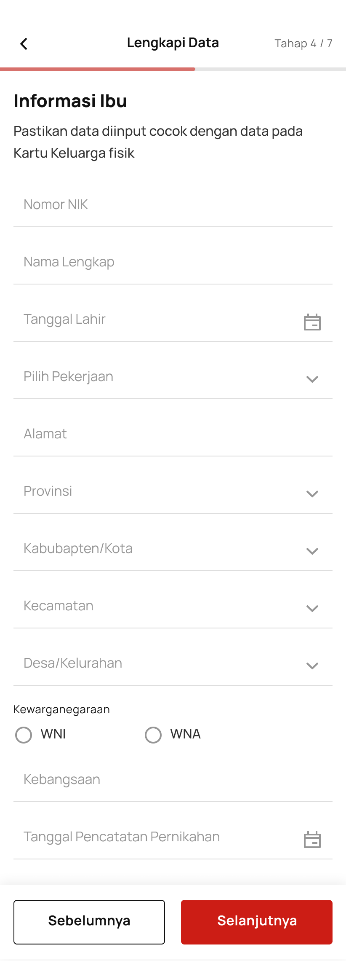 Lengkapi Data
Tahap 4 / 7
Informasi Ibu
Pastikan data diinput cocok dengan data pada
Kartu Keluarga fisik
Nomor NIK
Nama Lengkap
Tanggal Lahir
Pilih Pekerjaan
Alamat
Provinsi
Kabubapten/Kota
Kecamatan
Desa/Kelurahan
Kewarganegaraan
WNI
WNA
Kebangsaan
Tanggal Pencatatan Pernikahan
Sebelumnya
Selanjutnya